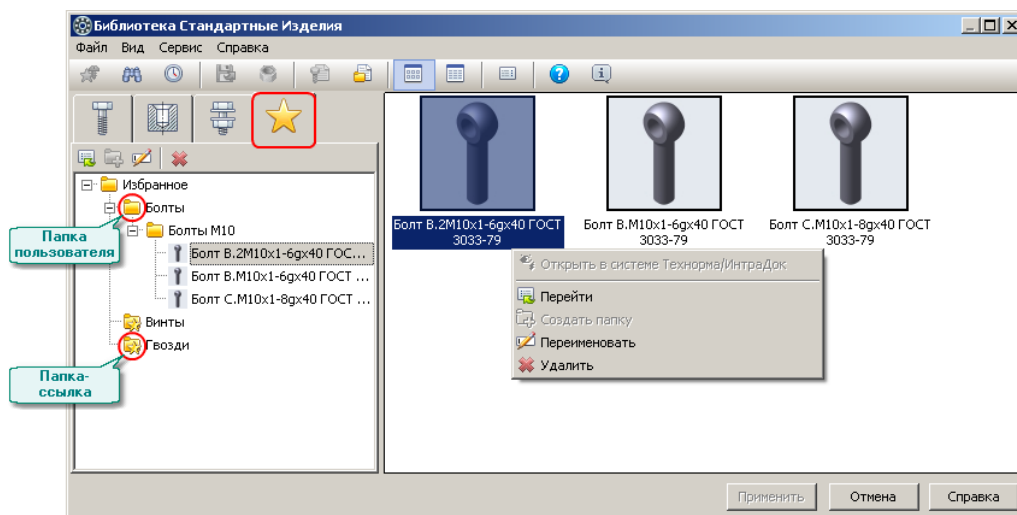 Библиотека Стандартные Изделия
Файл Вид Сервис Справка
Избранное
Болты
Болты М10
Болт В.2М10х1-6gх40 ГОС...
Болт В.М10х1-6gх40 ГОСТ ...
Болт С.М10х1-8gх40 ГОСТ ...
Винты
Гвозди
Папка
пользователя
Папка-
ссылка
Болт В.2М10х1-6gх40 ГОСТ
3033-79
Болт В.М10х1-6gх40 ГОСТ
3033-79
Болт С.М10х1-8gх40 ГОСТ
3033-79
Открыть в системе Технорма/ИнтраДок
Перейти
Создать папку
Переименовать
Удалить
Применить
Отмена
Справка